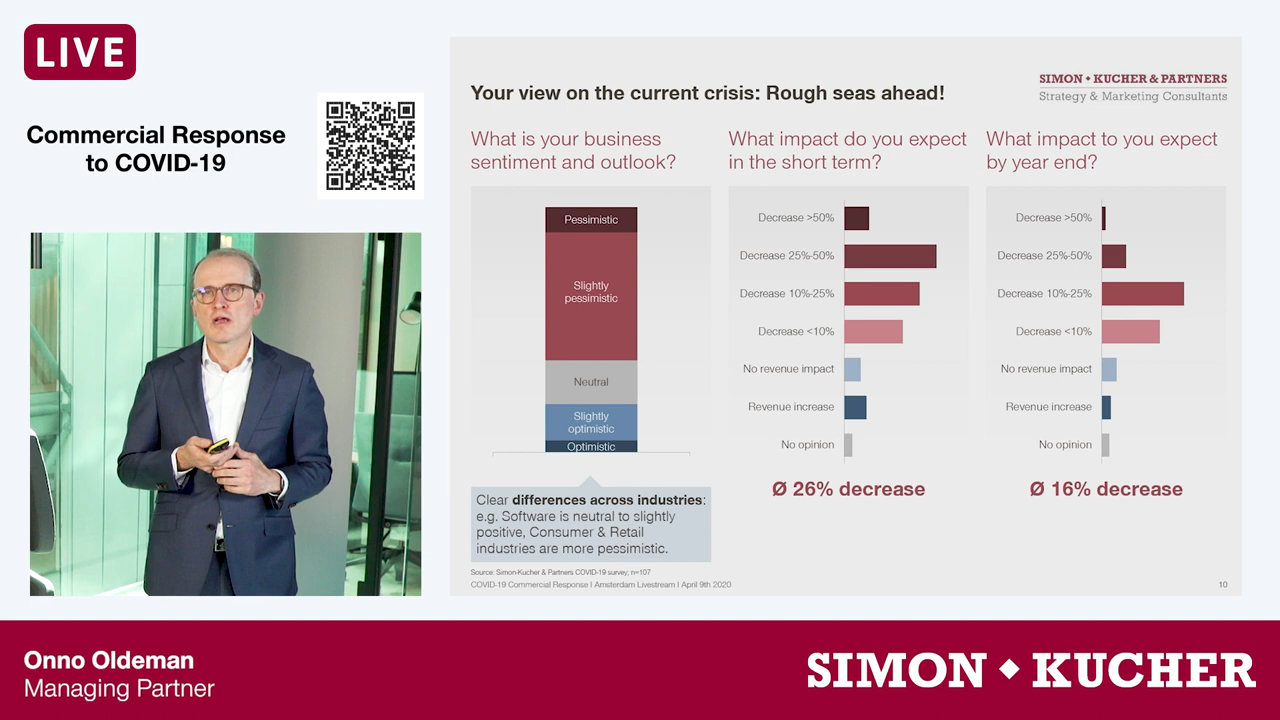 LIVE
Commercial Response
to COVID-19
Your view on the current crisis: Rough seas ahead!
SIMON • KUCHER & PARTNERS
Strategy & Marketing Consultants
What is your business
sentiment and outlook?
Pessimistic
Slightly
pessimistic
Neutral
Slightly
optimistic
Optimistic
Clear differences across industries:
e.g. Software is neutral to slightly
positive, Consumer & Retail
industries are more pessimistic.
What impact do you expect
in the short term?
Decrease >50%
Decrease 25%-50%
Decrease 10%-25%
Decrease <10%
No revenue impact
Revenue increase
No opinion
Ø 26% decrease
What impact to you expect
by year end?
Decrease >50%
Decrease 25%-50%
Decrease 10%-25%
Decrease <10%
No revenue impact
Revenue increase
No opinion
Ø 16% decrease
Source: Simon-Kucher & Partners COVID-19 survey; n=107
COVID-19 Commercial Response I Amsterdam Livestream I April 9th 2020
10
Onno Oldeman
Managing Partner
SIMON ◆ KUCHER